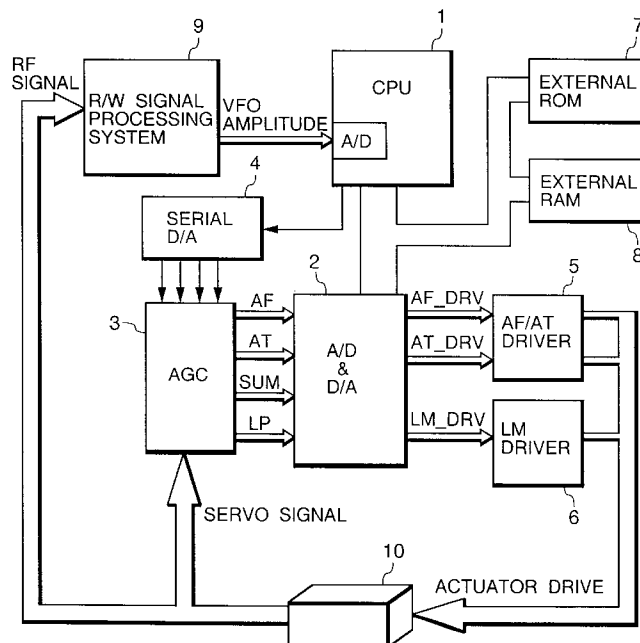 9
1
7
RF
SIGNAL
R/W SIGNAL
PROCESSING
SYSTEM
VFO
AMPLITUDE
CPU
A/D
EXTERNAL
ROM
4
SERIAL
D/A
EXTERNAL
RAM
8
2
5
3
AGC
AF
AT
SUM
LP
A/D
&
D/A
AF_DRV
AT_DRV
LM_DRV
AF/AT
DRIVER
LM
DRIVER
6
SERVO SIGNAL
10
ACTUATOR DRIVE